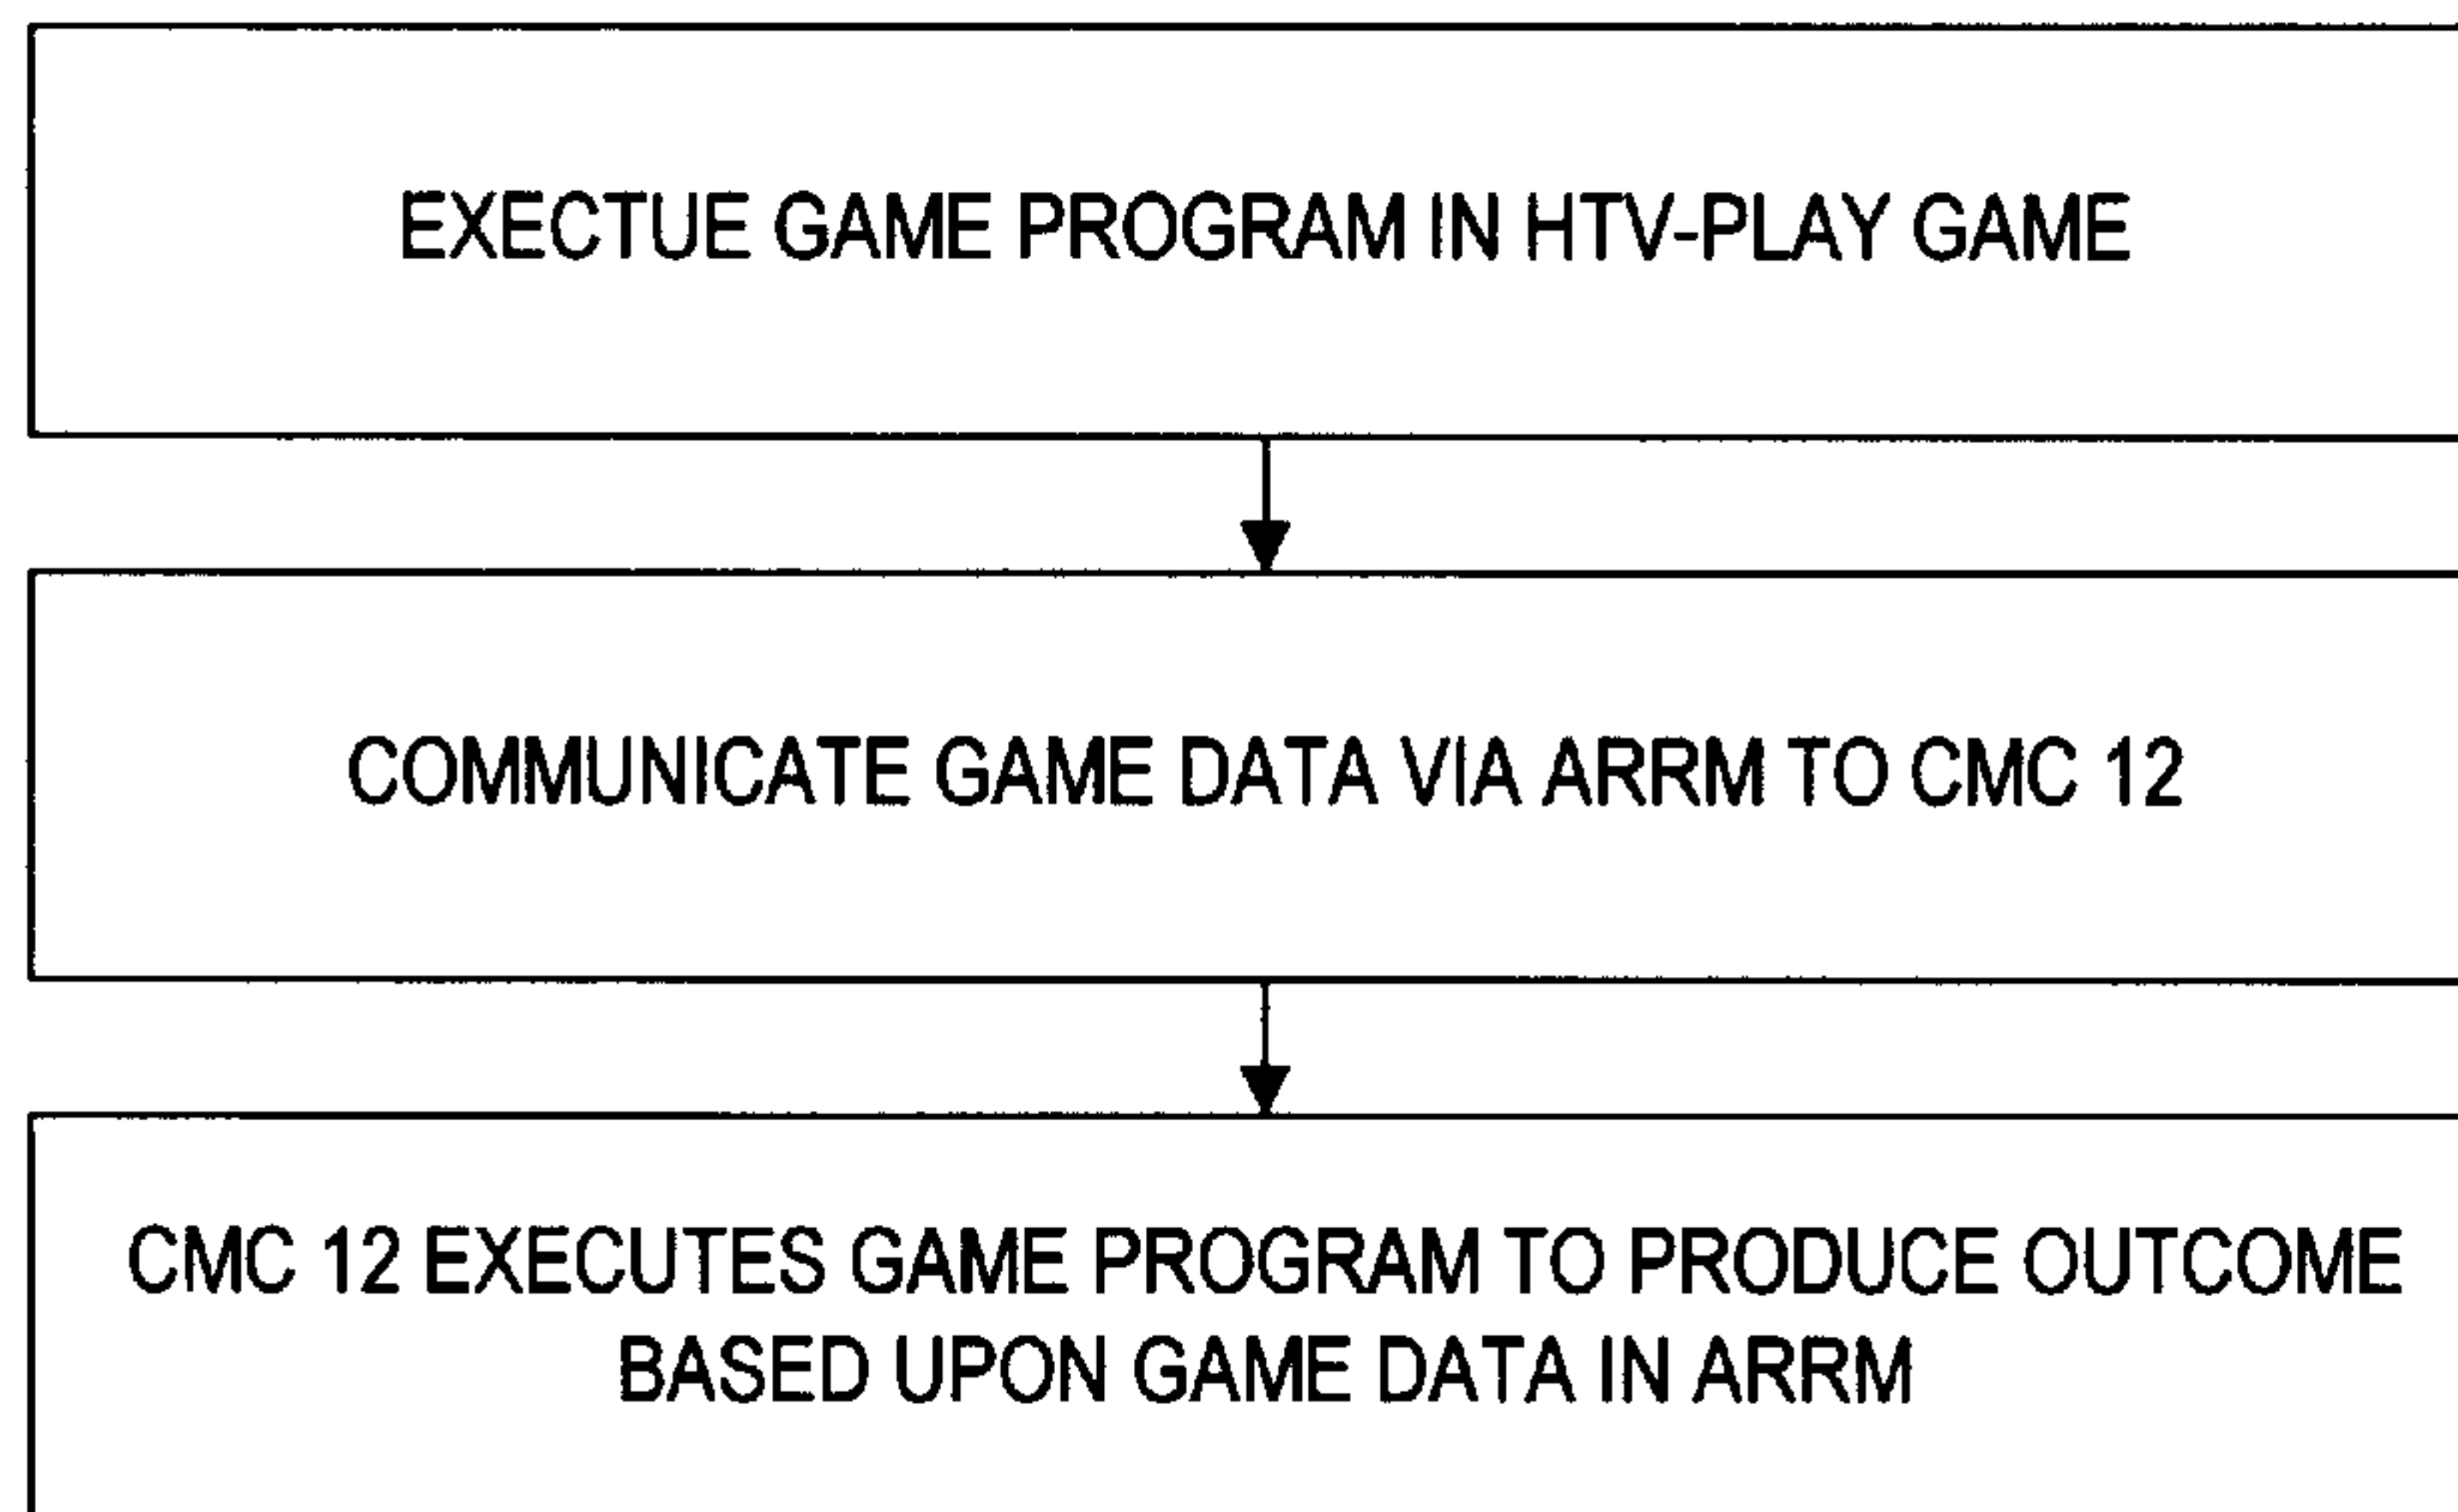 EXECTUE GAME PROGRAM IN HTV-PLAY GAME
COMMUNICATE GAME DATA VIA ARRM TO CMC 12
CMC 12 EXECUTES GAME PROGRAM TO PRODUCE OUTCOME
BASED UPON GAME DATA IN ARRM